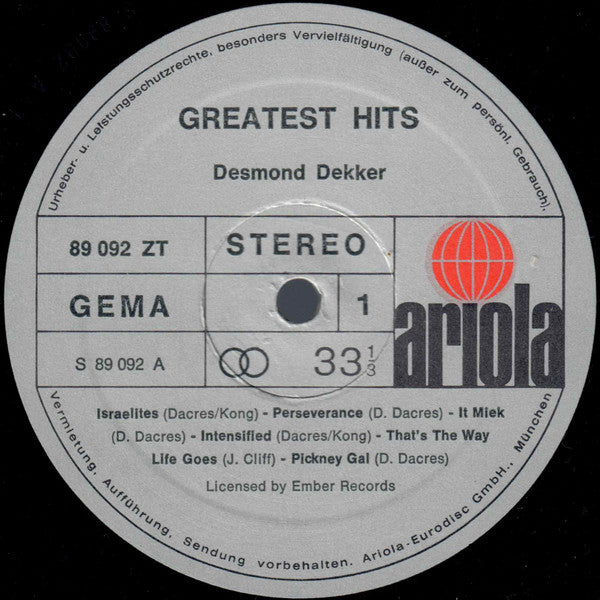 Urheber- u. Leistungsschutzrechte, besonders Vervielfältigung (außer zum persönl. Gebrauch),
GREATEST HITS
Desmond Dekker
89 092 ZT
STEREO
GEMA
1
S 89 092 A
33 1/3
ariola
Israelites (Dacres/Kong) - Perseverance (D. Dacres) - It Miek
(D. Dacres) - Intensified (Dacres/Kong) - That's The Way
Life Goes (J. Cliff) - Pickney Gal (D. Dacres)
Licensed by Ember Records
Vermietung, Aufführung, Sendung vorbehalten. Ariola-Eurodisc GmbH., München